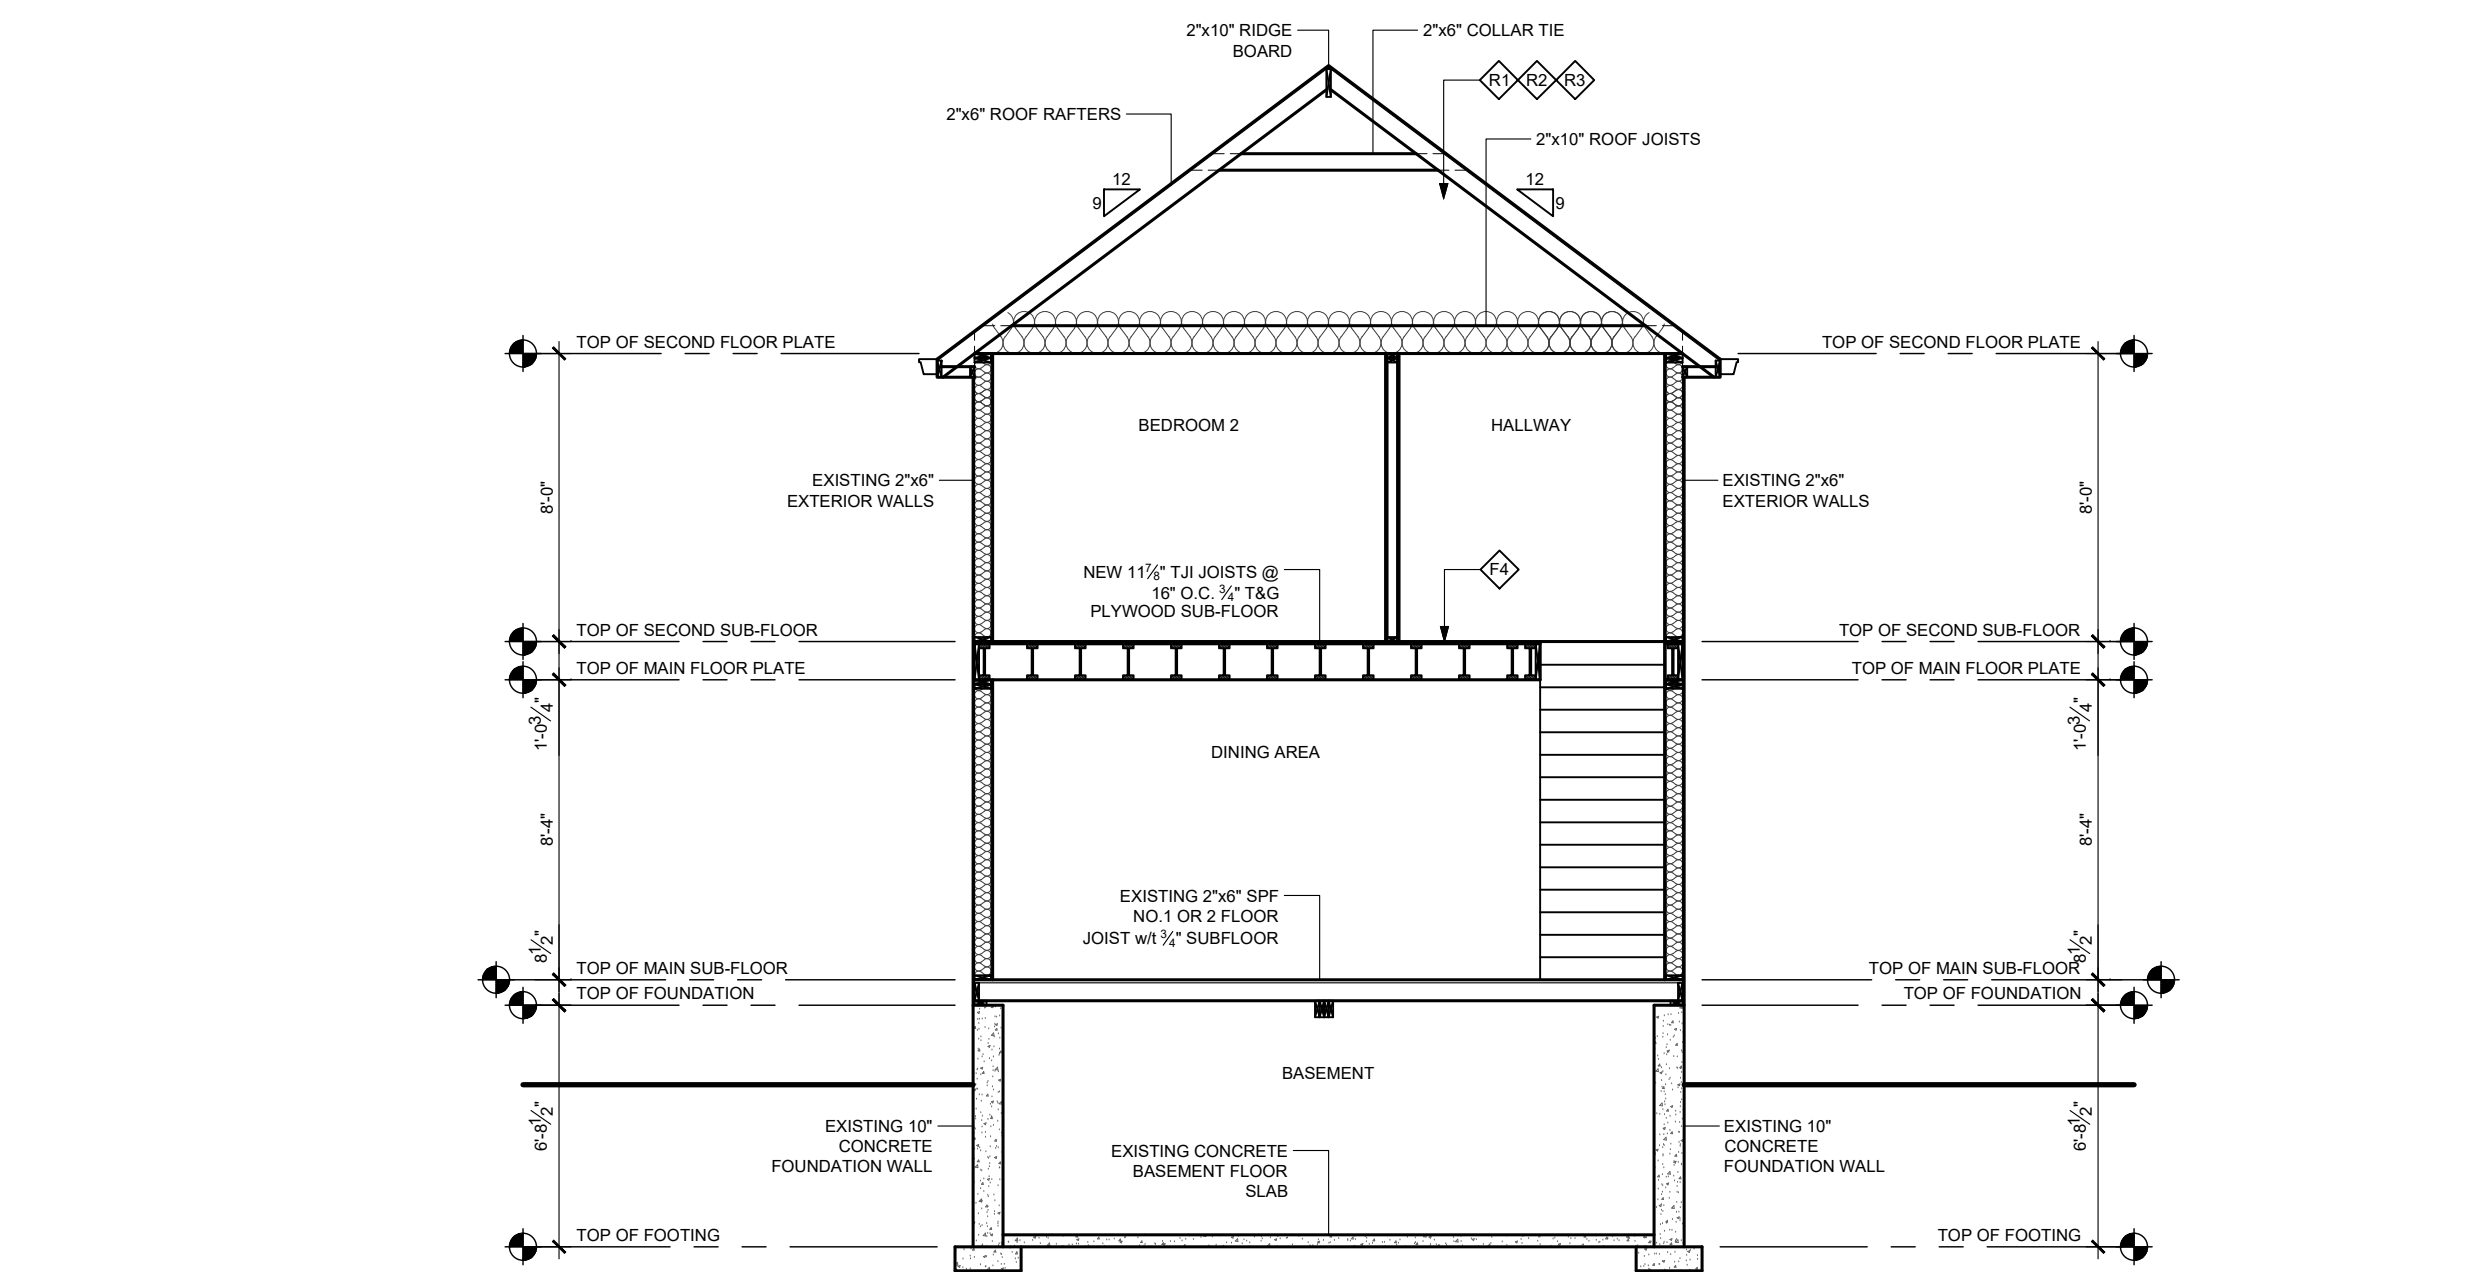 2"x10" RIDGE
BOARD
2"x6" COLLAR TIE
R1 R2 R3
2"x6" ROOF RAFTERS
2"x10" ROOF JOISTS
12
9
12
9
TOP OF SECOND FLOOR PLATE
TOP OF SECOND FLOOR PLATE
BEDROOM 2
HALLWAY
EXISTING 2"x6"
EXTERIOR WALLS
EXISTING 2"x6"
EXTERIOR WALLS
8'-0"
8'-0"
NEW 11⅞" TJI JOISTS @
16" O.C. ¾" T&G
PLYWOOD SUB-FLOOR
F4
TOP OF SECOND SUB-FLOOR
TOP OF SECOND SUB-FLOOR
TOP OF MAIN FLOOR PLATE
TOP OF MAIN FLOOR PLATE
1'-0¾"
1'-0¾"
DINING AREA
8'-4"
8'-4"
EXISTING 2"x6" SPF
NO.1 OR 2 FLOOR
JOIST w/t ¾" SUBFLOOR
8½"
8½"
TOP OF MAIN SUB-FLOOR
TOP OF MAIN SUB-FLOOR
TOP OF FOUNDATION
TOP OF FOUNDATION
BASEMENT
6'-8½"
6'-8½"
EXISTING 10"
CONCRETE
FOUNDATION WALL
EXISTING CONCRETE
BASEMENT FLOOR
SLAB
EXISTING 10"
CONCRETE
FOUNDATION WALL
TOP OF FOOTING
TOP OF FOOTING